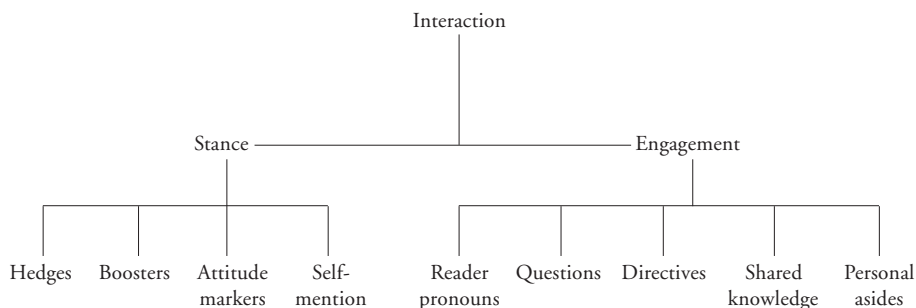 Interaction
Stance
Engagement
Hedges
Boosters
Attitude
markers
Self-
mention
Reader
pronouns
Questions
Directives
Shared
knowledge
Personal
asides